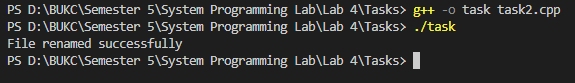 PS D:\BUKC\Semester 5\System Programming Lab\Lab 4\Tasks> g++ -o task task2.cpp
PS D:\BUKC\Semester 5\System Programming Lab\Lab 4\Tasks> ./task
File renamed successfully
PS D:\BUKC\Semester 5\System Programming Lab\Lab 4\Tasks>